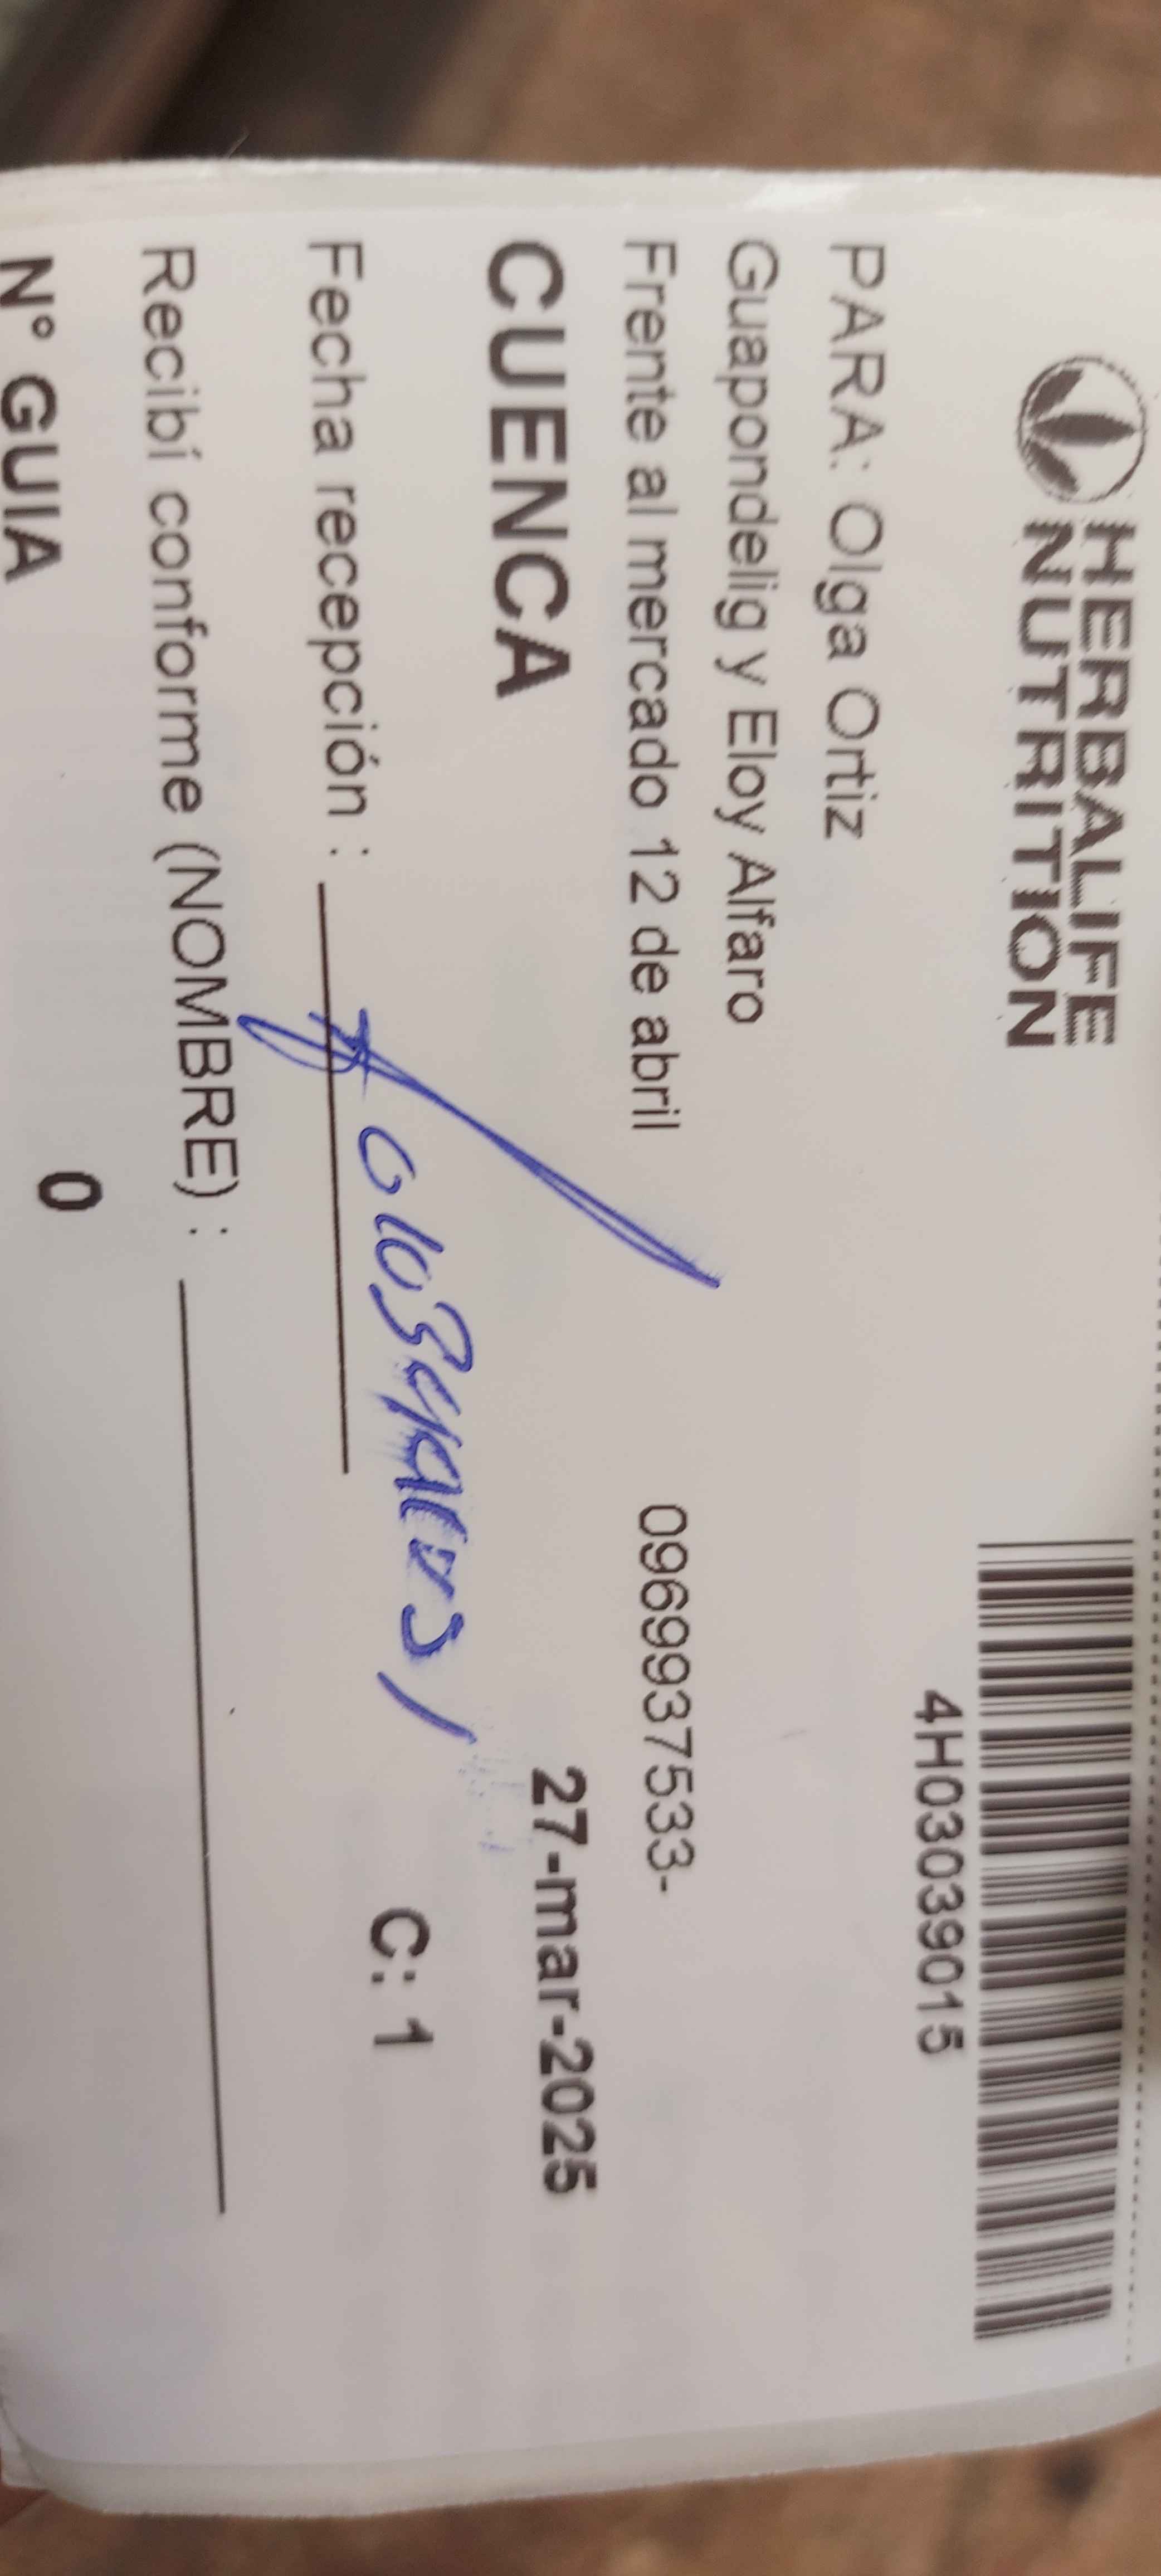 HERBALIFE
NUTRITION
4H03039015
PARA: Olga Ortiz
Guapondelig y Eloy Alfaro
Frente al mercado 12 de abril 0969937533-
CUENCA 27-mar-2025
Fecha recepción : C: 1
Recibí conforme (NOMBRE) :
N° GUIA 0